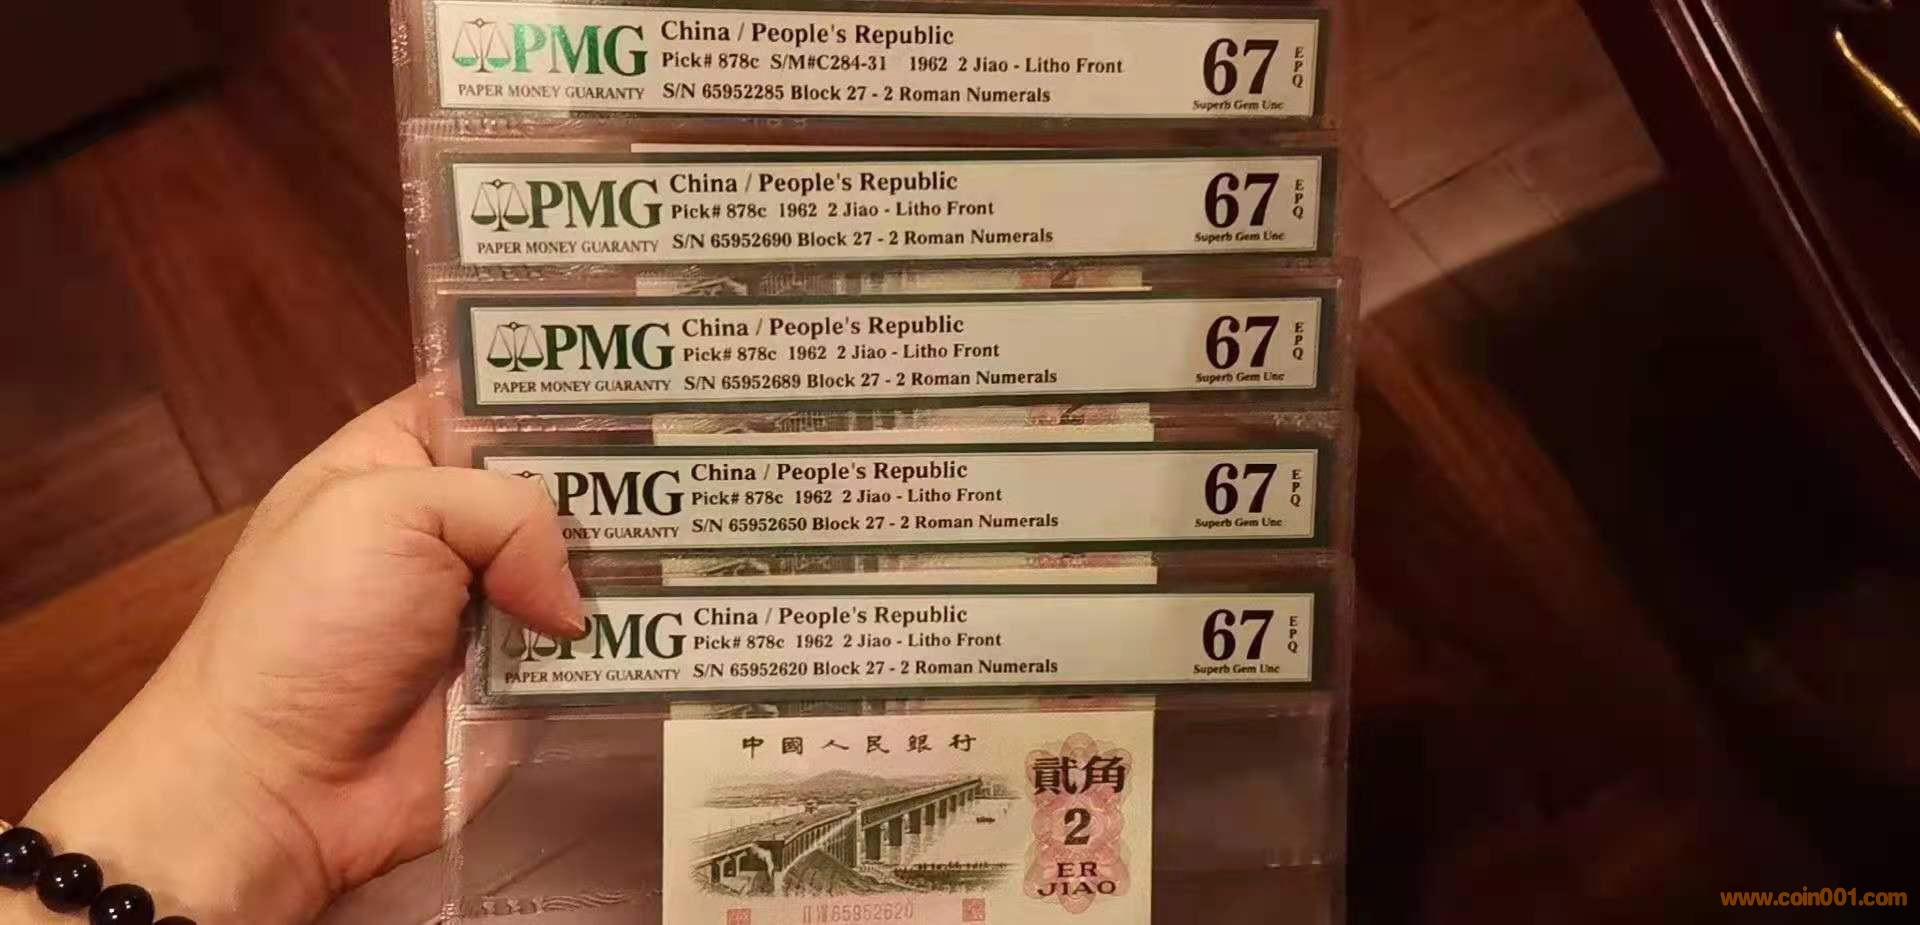 PMG
PAPER MONEY GUARANTY
China / People's Republic
Pick# 878c S/M#C284-31 1962 2 Jiao - Litho Front
S/N 65952285 Block 27 - 2 Roman Numerals
67
EPQ
Superb Gem Unc
PMG
PAPER MONEY GUARANTY
China / People's Republic
Pick# 878c 1962 2 Jiao - Litho Front
S/N 65952690 Block 27 - 2 Roman Numerals
67
EPQ
Superb Gem Unc
PMG
PAPER MONEY GUARANTY
China / People's Republic
Pick# 878c 1962 2 Jiao - Litho Front
S/N 65952689 Block 27 - 2 Roman Numerals
67
EPQ
Superb Gem Unc
PMG
ONEY GUARANTY
China / People's Republic
Pick# 878c 1962 2 Jiao - Litho Front
S/N 65952650 Block 27 - 2 Roman Numerals
67
EPQ
Superb Gem Unc
PMG
PAPER MONEY GUARANTY
China / People's Republic
Pick# 878c 1962 2 Jiao - Litho Front
S/N 65952620 Block 27 - 2 Roman Numerals
67
EPQ
Superb Gem Unc
中國人民銀行
貳角
2
ER
JIAO
65952620
www.coin001.com